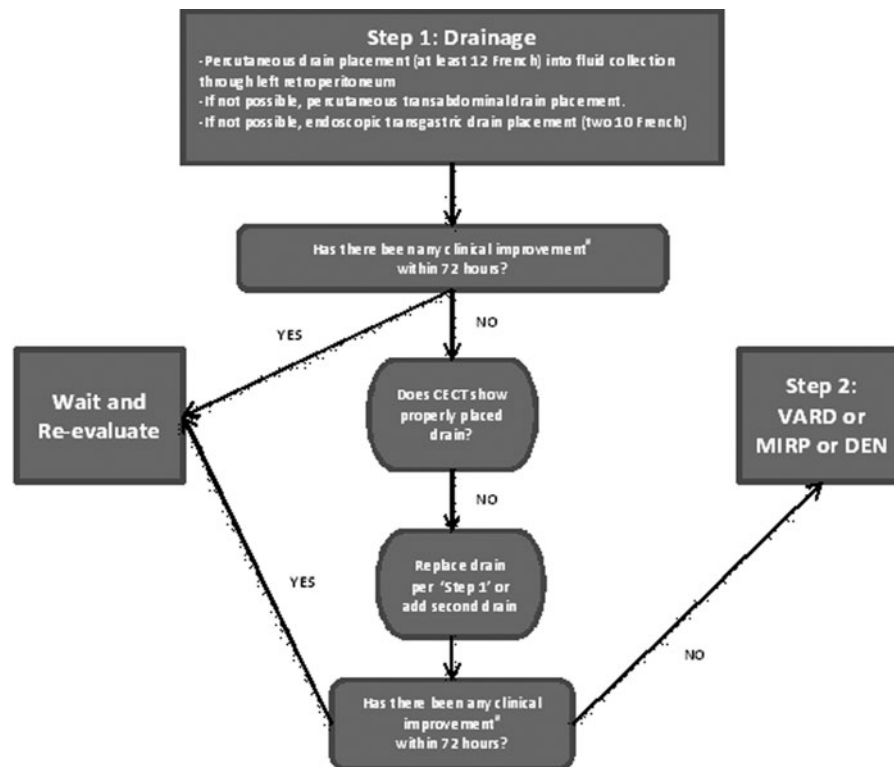 Step 1: Drainage
-Percutaneous drain placement (at least 12 French) into fluid collection
through left retroperitoneum
-If not possible, percutaneous transabdominal drain placement.
-If not possible, endoscopic transgastric drain placement (two 10 French)
Has there been any clinical improvement#
within 72 hours?
YES
NO
Wait and
Re-evaluate
Does CECT show
properly placed
drain?
Step 2:
VARD or
MIRP or DEN
NO
Replace drain
per ‘Step 1’ or
add second drain
YES
NO
Has there been any clinical
improvement#
within 72 hours?